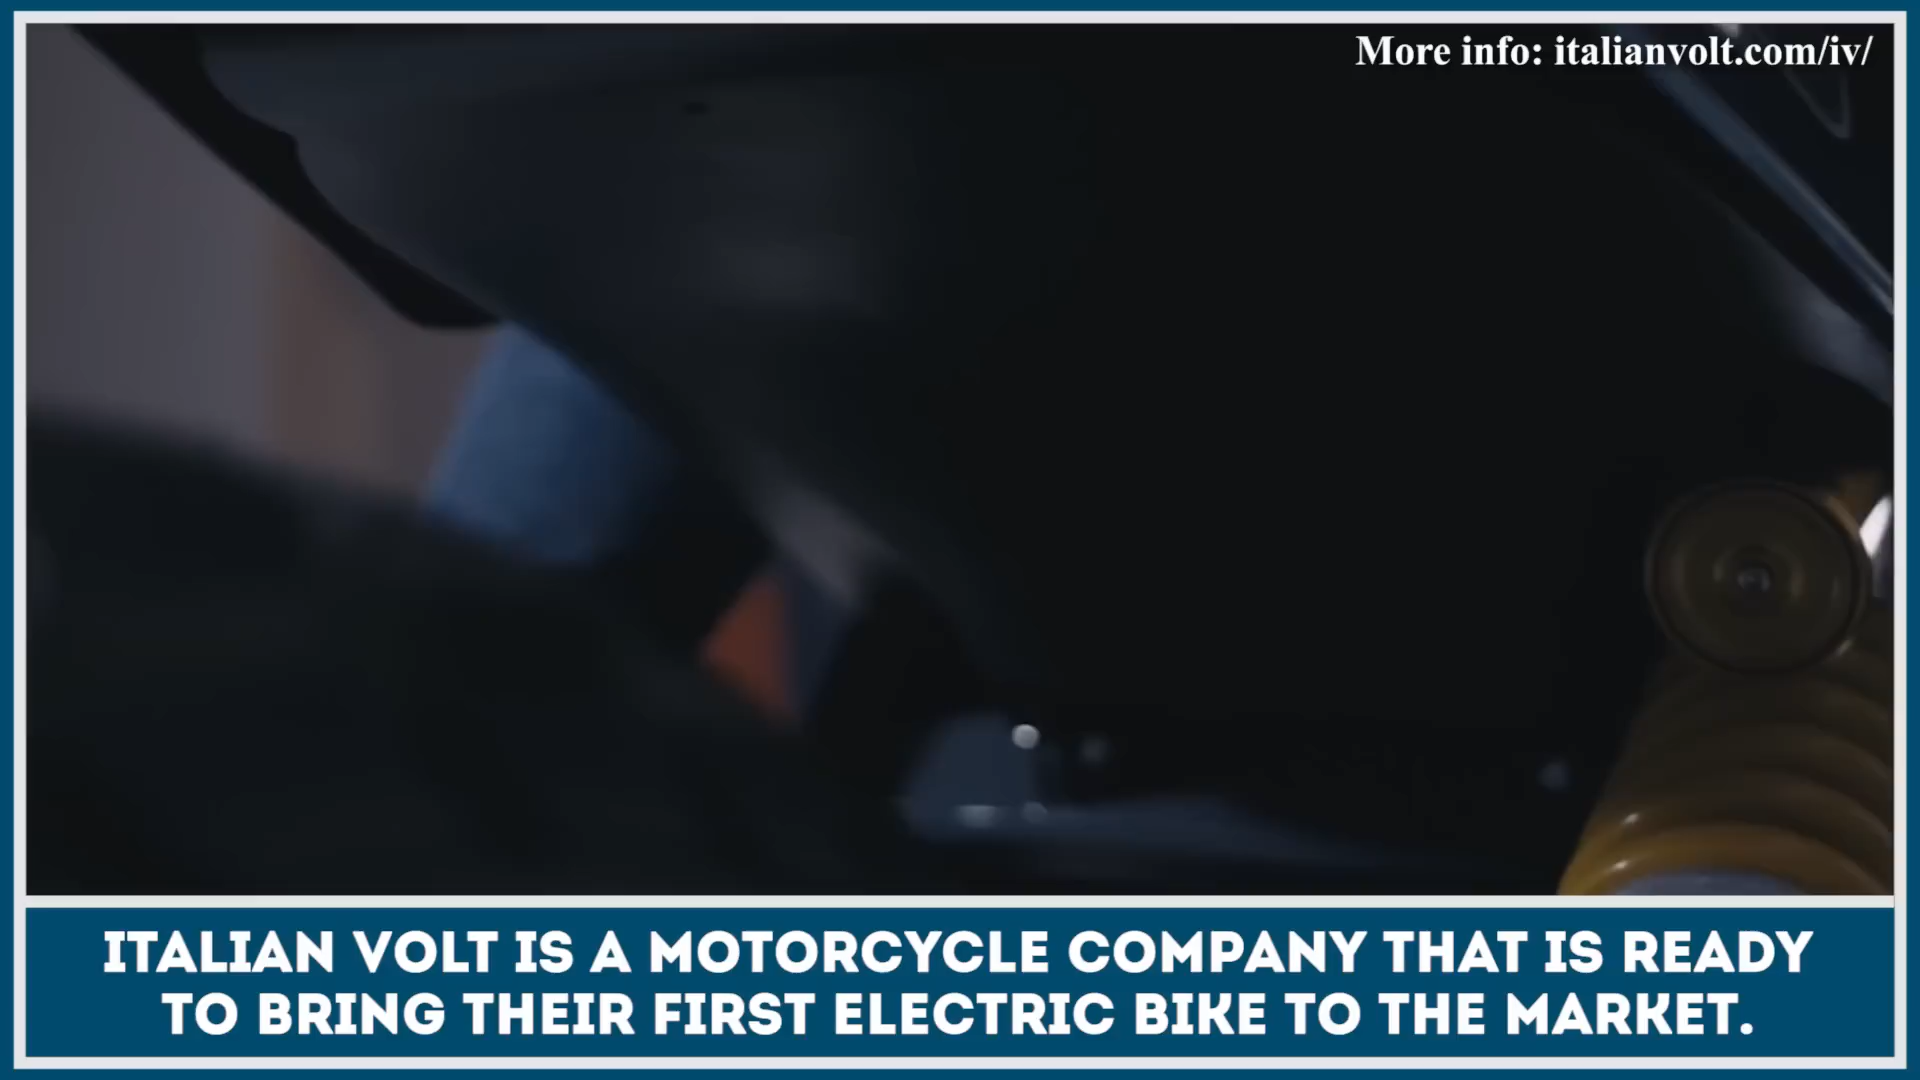 More info: italianvolt.com/iv/
ITALIAN VOLT IS A MOTORCYCLE COMPANY THAT IS READY
TO BRING THEIR FIRST ELECTRIC BIKE TO THE MARKET.